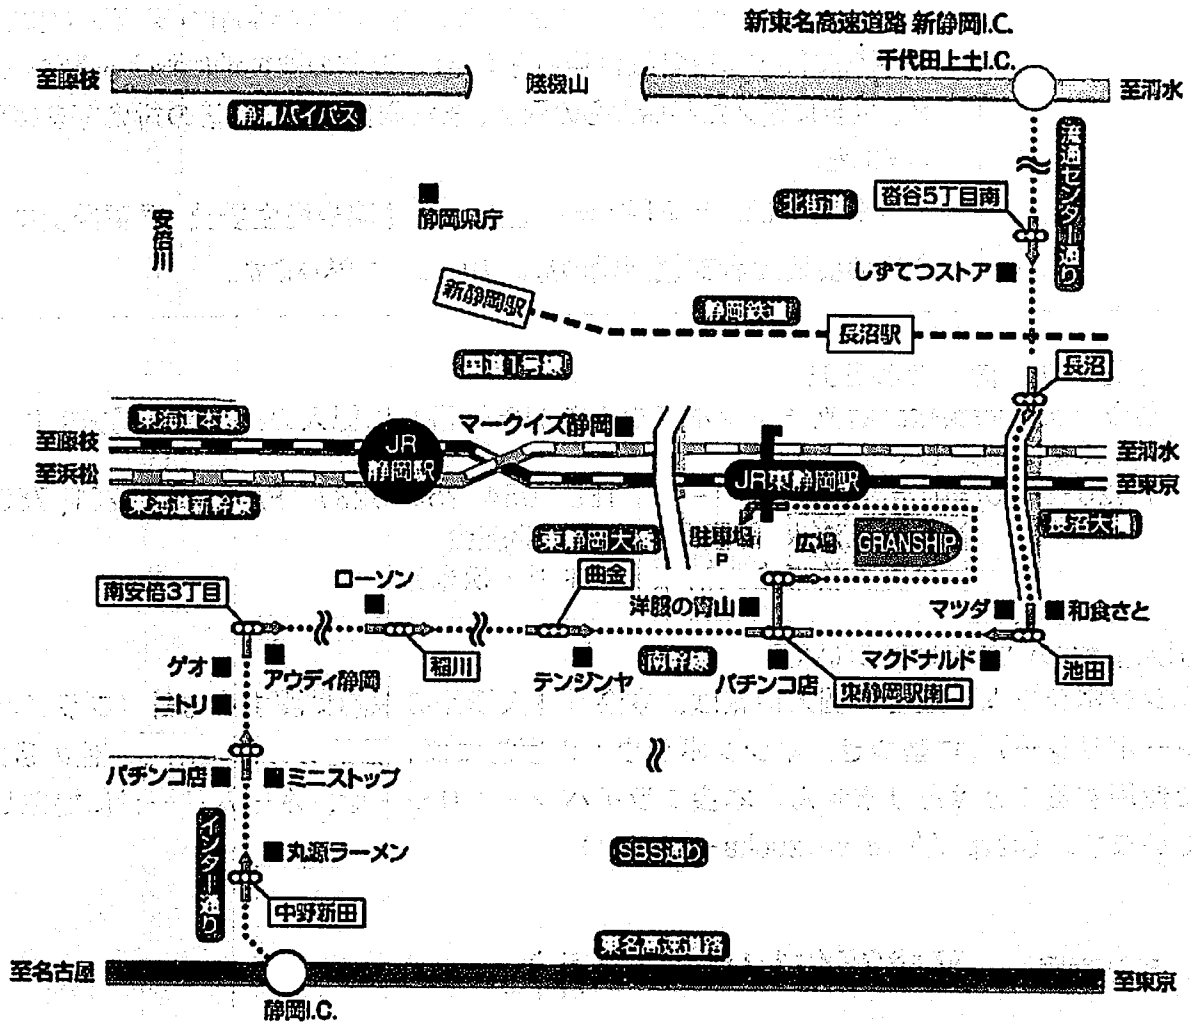 新東名高速道路 新静岡I.C.
千代田上土I.C.
至藤枝
賤機山
至清水
静清バイパス
流通センター通り
安倍川
静岡県庁
北街道
沓谷5丁目南
しずてつストア
新静岡駅
静岡鉄道
長沼駅
国道1号線
長沼
東海道本線
マークイズ静岡
至藤枝
JR
静岡駅
至清水
至浜松
JR東静岡駅
至東京
東海道新幹線
長沼大橋
東静岡大橋
駐車場
P
広場
GRANSHIP
曲金
ローソン
南安倍3丁目
洋服の青山
マツダ
和食さと
稲川
南幹線
マクドナルド
池田
ゲオ
アウディ静岡
テンジンヤ
パチンコ店
東静岡駅南口
ニトリ
パチンコ店
ミニストップ
インター通り
丸源ラーメン
SBS通り
中野新田
東名高速道路
至名古屋
至東京
静岡I.C.